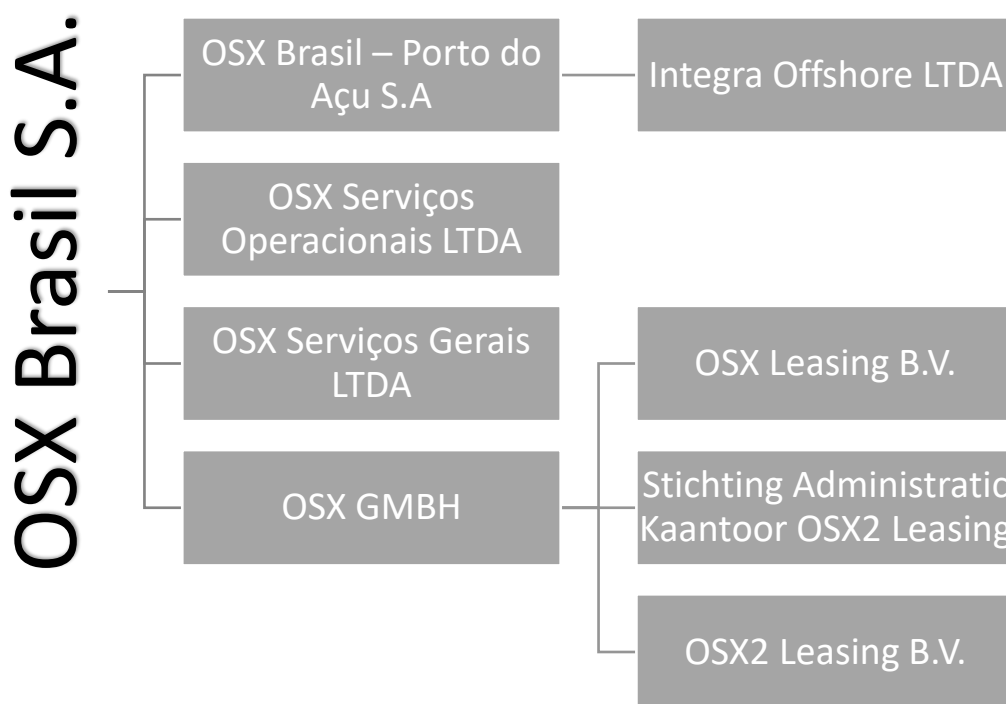 OSX Brasil S.A.
OSX Brasil – Porto do
Açu S.A
Integra Offshore LTDA
OSX Serviços
Operacionais LTDA
OSX Serviços Gerais
LTDA
OSX Leasing B.V.
OSX GMBH
Stichting Administratio
Kaantoor OSX2 Leasing
OSX2 Leasing B.V.